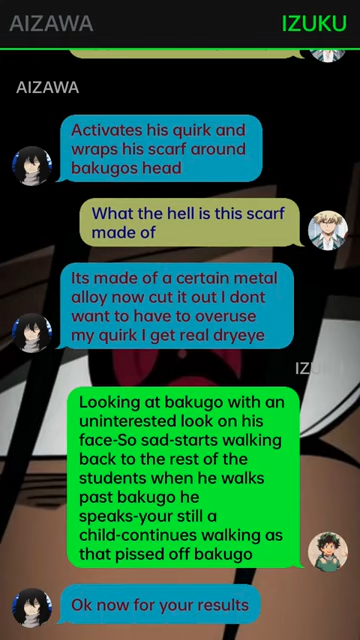 AIZAWA IZUKU
AIZAWA
Activates his quirk and
wraps his scarf around
bakugos head
What the hell is this scarf
made of
Its made of a certain metal
alloy now cut it out I dont
want to have to overuse
my quirk I get real dryeye
IZUKU
Looking at bakugo with an
uninterested look on his
face-So sad-starts walking
back to the rest of the
students when he walks
past bakugo he
speaks-your still a
child-continues walking as
that pissed off bakugo
Ok now for your results